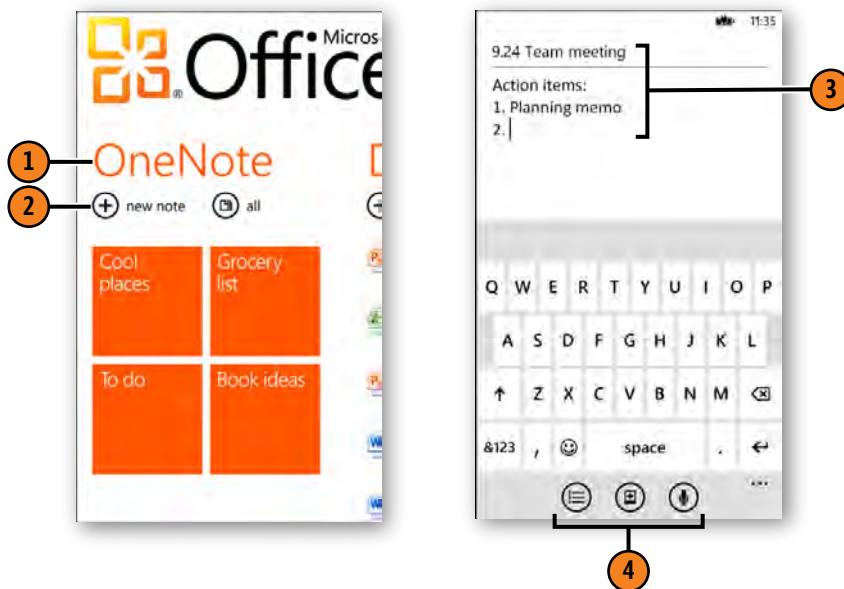 Micros
Office
OneNote
new note
all
Cool
places
Grocery
list
To do
Book ideas
1
2
11:35
9.24 Team meeting
Action items:
1. Planning memo
2.
Q W E R T Y U I O P
A S D F G H J K L
Z X C V B N M
&123 , space .
...
3
4